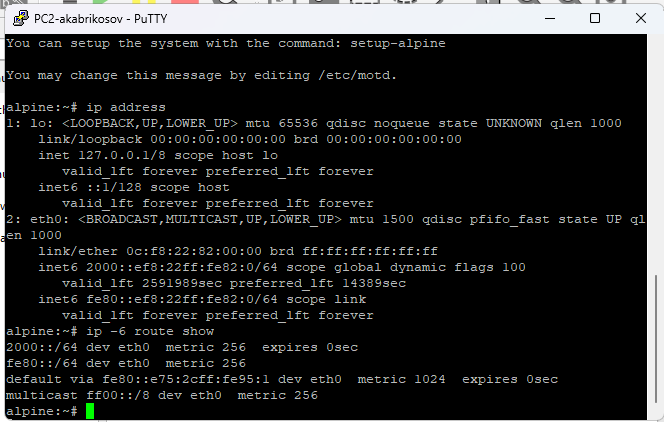 PC2-akabrikosov - PuTTY
You can setup the system with the command: setup-alpine
You may change this message by editing /etc/motd.
alpine:~# ip address
1: lo: <LOOPBACK,UP,LOWER_UP> mtu 65536 qdisc noqueue state UNKNOWN qlen 1000
    link/loopback 00:00:00:00:00:00 brd 00:00:00:00:00:00
    inet 127.0.0.1/8 scope host lo
       valid_lft forever preferred_lft forever
    inet6 ::1/128 scope host
       valid_lft forever preferred_lft forever
2: eth0: <BROADCAST,MULTICAST,UP,LOWER_UP> mtu 1500 qdisc pfifo_fast state UP ql
en 1000
    link/ether 0c:f8:22:82:00:00 brd ff:ff:ff:ff:ff:ff
    inet6 2000::ef8:22ff:fe82:0/64 scope global dynamic flags 100
       valid_lft 2591989sec preferred_lft 14389sec
    inet6 fe80::ef8:22ff:fe82:0/64 scope link
       valid_lft forever preferred_lft forever
alpine:~# ip -6 route show
2000::/64 dev eth0  metric 256  expires 0sec
fe80::/64 dev eth0  metric 256
default via fe80::e75:2cff:fe95:1 dev eth0  metric 1024  expires 0sec
multicast ff00::/8 dev eth0  metric 256
alpine:~#